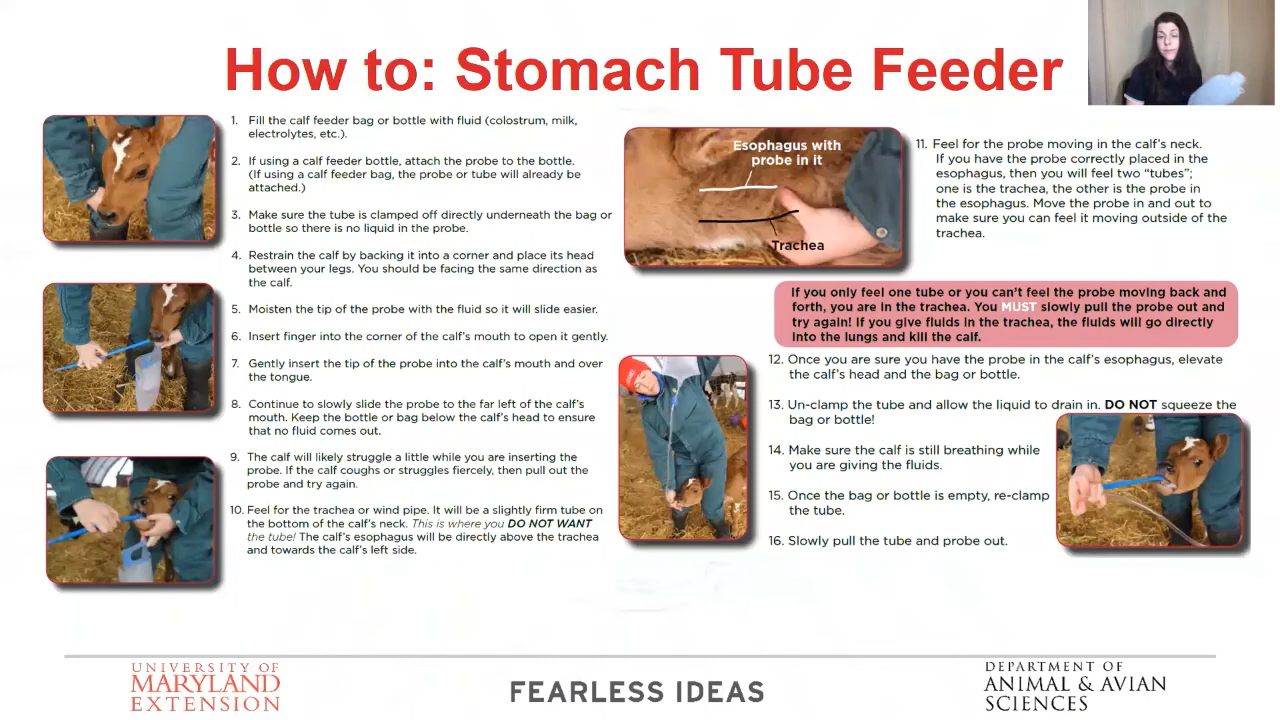 How to: Stomach Tube Feeder
1. Fill the calf feeder bag or bottle with fluid (colostrum, milk,
electrolytes, etc.).
2. If using a calf feeder bottle, attach the probe to the bottle.
(If using a calf feeder bag, the probe or tube will already be
attached.)
3. Make sure the tube is clamped off directly underneath the bag or
bottle so there is no liquid in the probe.
4. Restrain the calf by backing it into a corner and place its head
between your legs. You should be facing the same direction as
the calf.
5. Moisten the tip of the probe with the fluid so it will slide easier.
6. Insert finger into the corner of the calf's mouth to open it gently.
7. Gently insert the tip of the probe into the calf's mouth and over
the tongue.
8. Continue to slowly slide the probe to the far left of the calf's
mouth. Keep the bottle or bag below the calf's head to ensure
that no fluid comes out.
9. The calf will likely struggle a little while you are inserting the
probe. If the calf coughs or struggles fiercely, then pull out the
probe and try again.
10. Feel for the trachea or wind pipe. It will be a slightly firm tube on
the bottom of the calf's neck. This is where you DO NOT WANT
the tube! The calf's esophagus will be directly above the trachea
and towards the calf's left side.
Esophagus with
probe in it
Trachea
11. Feel for the probe moving in the calf's neck.
If you have the probe correctly placed in the
esophagus, then you will feel two “tubes”;
one is the trachea, the other is the probe in
the esophagus. Move the probe in and out to
make sure you can feel it moving outside of the
trachea.
If you only feel one tube or you can't feel the probe moving back and
forth, you are in the trachea. You MUST slowly pull the probe out and
try again! If you give fluids in the trachea, the fluids will go directly
into the lungs and kill the calf.
12. Once you are sure you have the probe in the calf's esophagus, elevate
the calf's head and the bag or bottle.
13. Un-clamp the tube and allow the liquid to drain in. DO NOT squeeze the
bag or bottle!
14. Make sure the calf is still breathing while
you are giving the fluids.
15. Once the bag or bottle is empty, re-clamp
the tube.
16. Slowly pull the tube and probe out.
UNIVERSITY OF
MARYLAND
EXTENSION
FEARLESS IDEAS
DEPARTMENT OF
ANIMAL & AVIAN
SCIENCES